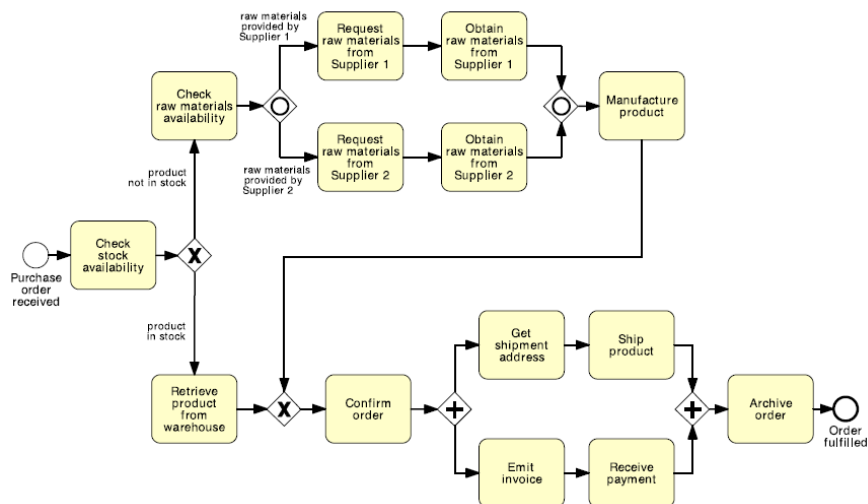 raw materials
provided by
Supplier 1
Request
raw materials
from
Supplier 1
Obtain
raw materials
from
Supplier 1
Check
raw materials
availability
Manufacture
product
raw materials
provided by
Supplier 2
Request
raw materials
from
Supplier 2
Obtain
raw materials
from
Supplier 2
product
not in stock
Purchase
order
received
Check
stock
availability
X
product
in stock
Retrieve
product
from
warehouse
X
Confirm
order
Get
shipment
address
Ship
product
Emit
invoice
Receive
payment
Archive
order
Order
fulfilled